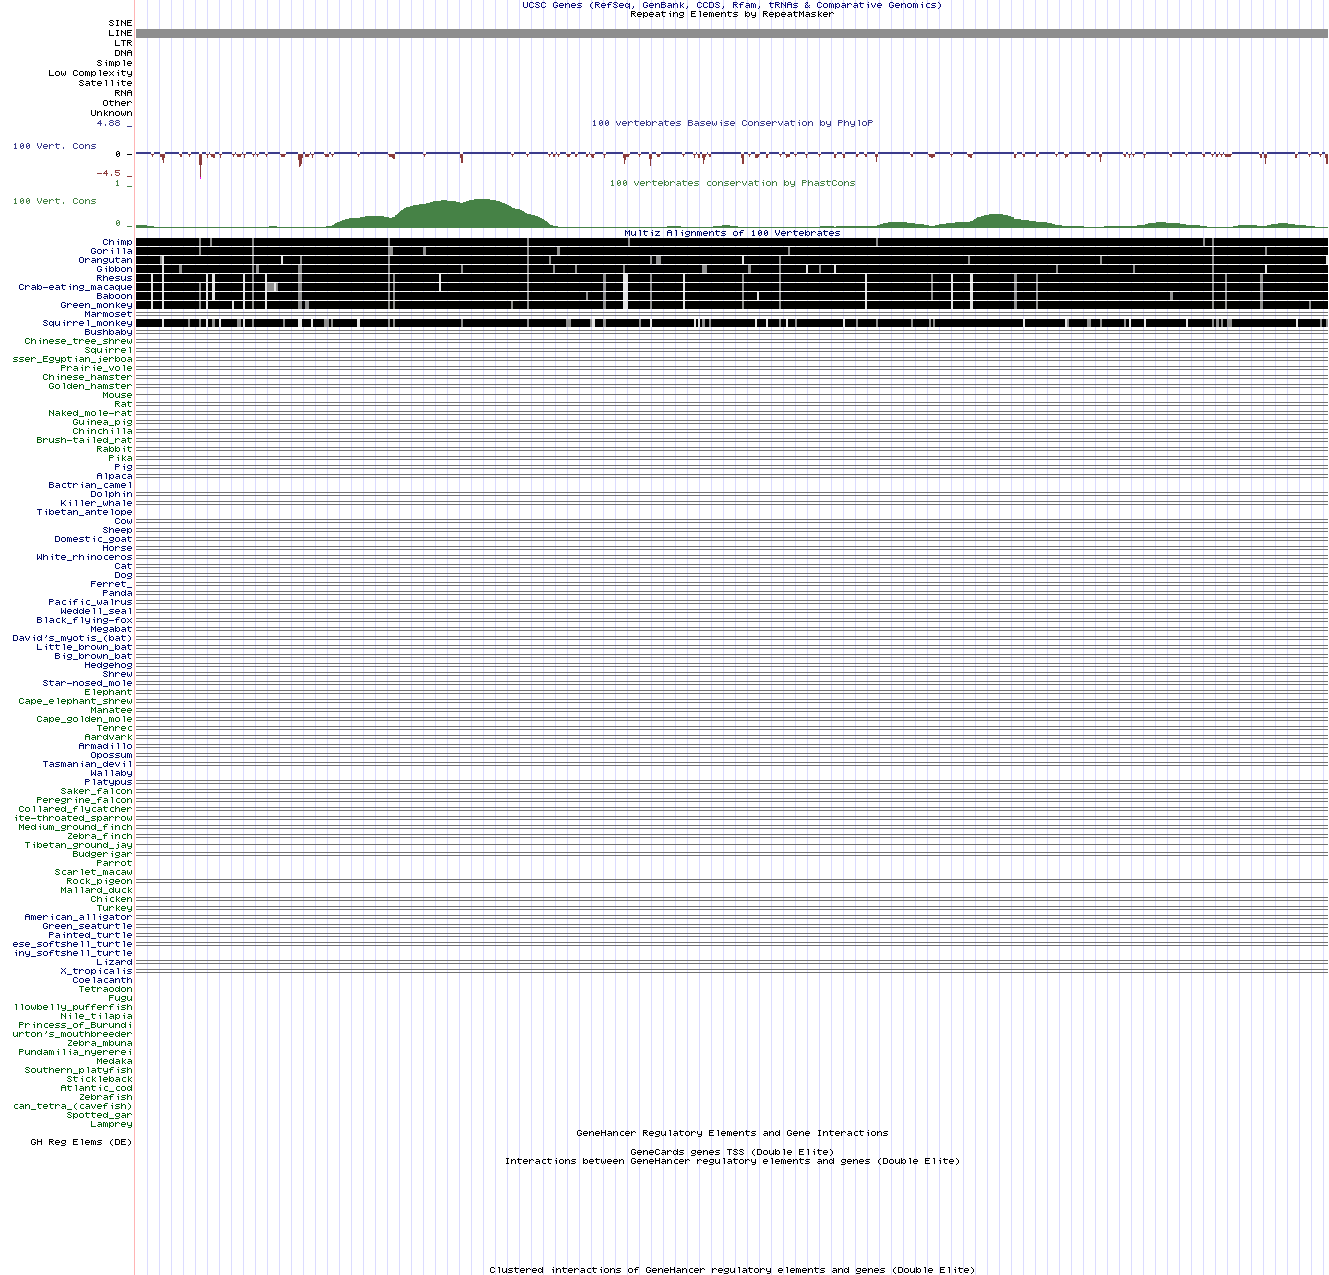 UCSC Genes (RefSeq, GenBank, CCDS, Rfam, tRNAs & Comparative Genomics)
Repeating Elements by RepeatMasker
SINE
LINE
LTR
DNA
Simple
Low Complexity
Satellite
RNA
Other
Unknown
4.88 _
100 vertebrates Basewise Conservation by PhyloP
100 Vert. Cons
0 _
-4.5 _
1 _
100 vertebrates conservation by PhastCons
100 Vert. Cons
0 _
Multiz Alignments of 100 Vertebrates
Chimp
Gorilla
Orangutan
Gibbon
Rhesus
Crab-eating_macaque
Baboon
Green_monkey
Marmoset
Squirrel_monkey
Bushbaby
Chinese_tree_shrew
Squirrel
sser_Egyptian_jerboa
Prairie_vole
Chinese_hamster
Golden_hamster
Mouse
Rat
Naked_mole-rat
Guinea_pig
Chinchilla
Brush-tailed_rat
Rabbit
Pika
Pig
Alpaca
Bactrian_camel
Dolphin
Killer_whale
Tibetan_antelope
Cow
Sheep
Domestic_goat
Horse
White_rhinoceros
Cat
Dog
Ferret_
Panda
Pacific_walrus
Weddell_seal
Black_flying-fox
Megabat
David's_myotis_(bat)
Little_brown_bat
Big_brown_bat
Hedgehog
Shrew
Star-nosed_mole
Elephant
Cape_elephant_shrew
Manatee
Cape_golden_mole
Tenrec
Aardvark
Armadillo
Opossum
Tasmanian_devil
Wallaby
Platypus
Saker_falcon
Peregrine_falcon
Collared_flycatcher
ite-throated_sparrow
Medium_ground_finch
Zebra_finch
Tibetan_ground_jay
Budgerigar
Parrot
Scarlet_macaw
Rock_pigeon
Mallard_duck
Chicken
Turkey
American_alligator
Green_seaturtle
Painted_turtle
ese_softshell_turtle
iny_softshell_turtle
Lizard
X_tropicalis
Coelacanth
Tetraodon
Fugu
llowbelly_pufferfish
Nile_tilapia
Princess_of_Burundi
urton's_mouthbreeder
Zebra_mbuna
Pundamilia_nyererei
Medaka
Southern_platyfish
Stickleback
Atlantic_cod
Zebrafish
can_tetra_(cavefish)
Spotted_gar
Lamprey
GeneHancer Regulatory Elements and Gene Interactions
GH Reg Elems (DE)
GeneCards genes TSS (Double Elite)
Interactions between GeneHancer regulatory elements and genes (Double Elite)
Clustered interactions of GeneHancer regulatory elements and genes (Double Elite)